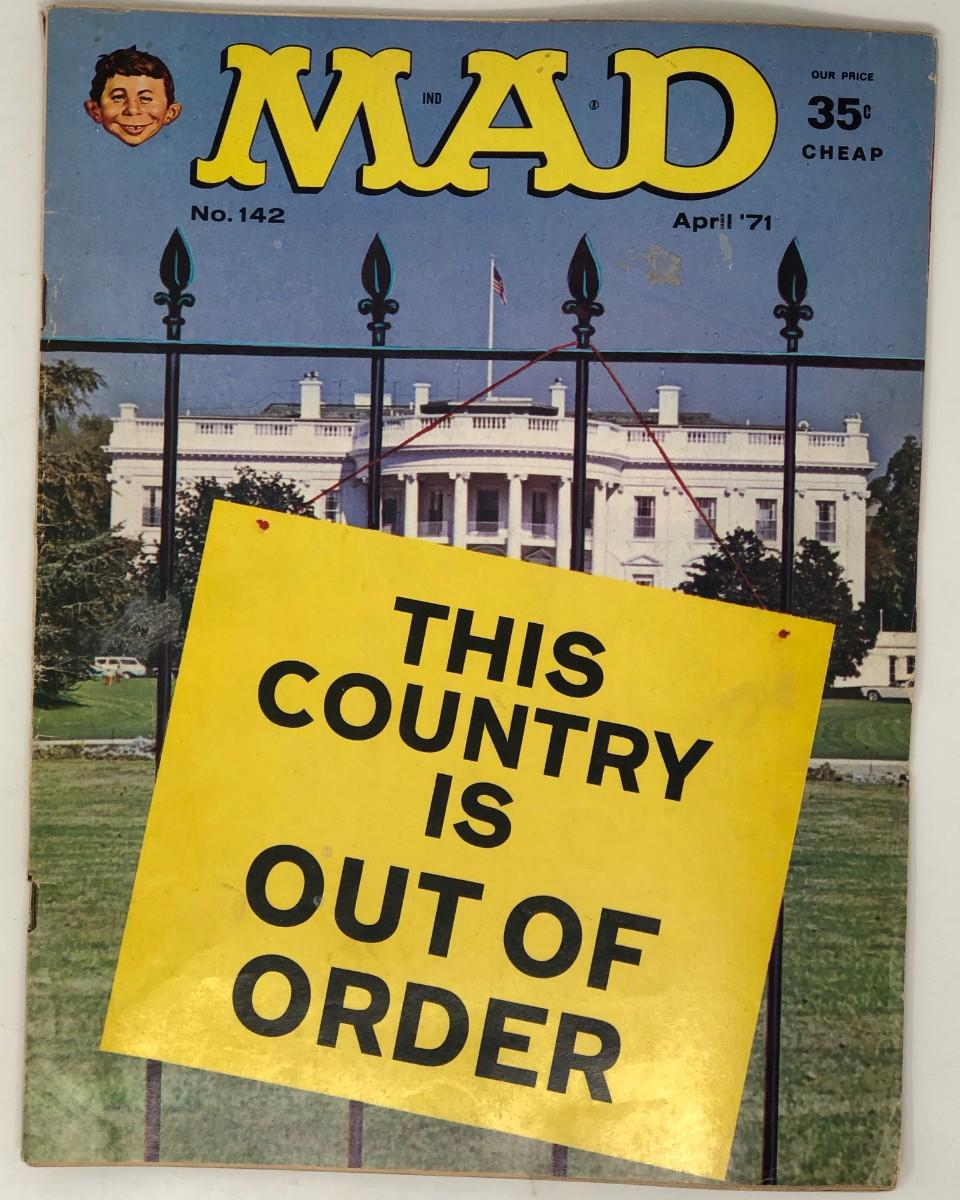 MAD
IND
®
OUR PRICE
35¢
CHEAP
No. 142
April '71
THIS
COUNTRY
IS
OUT OF
ORDER